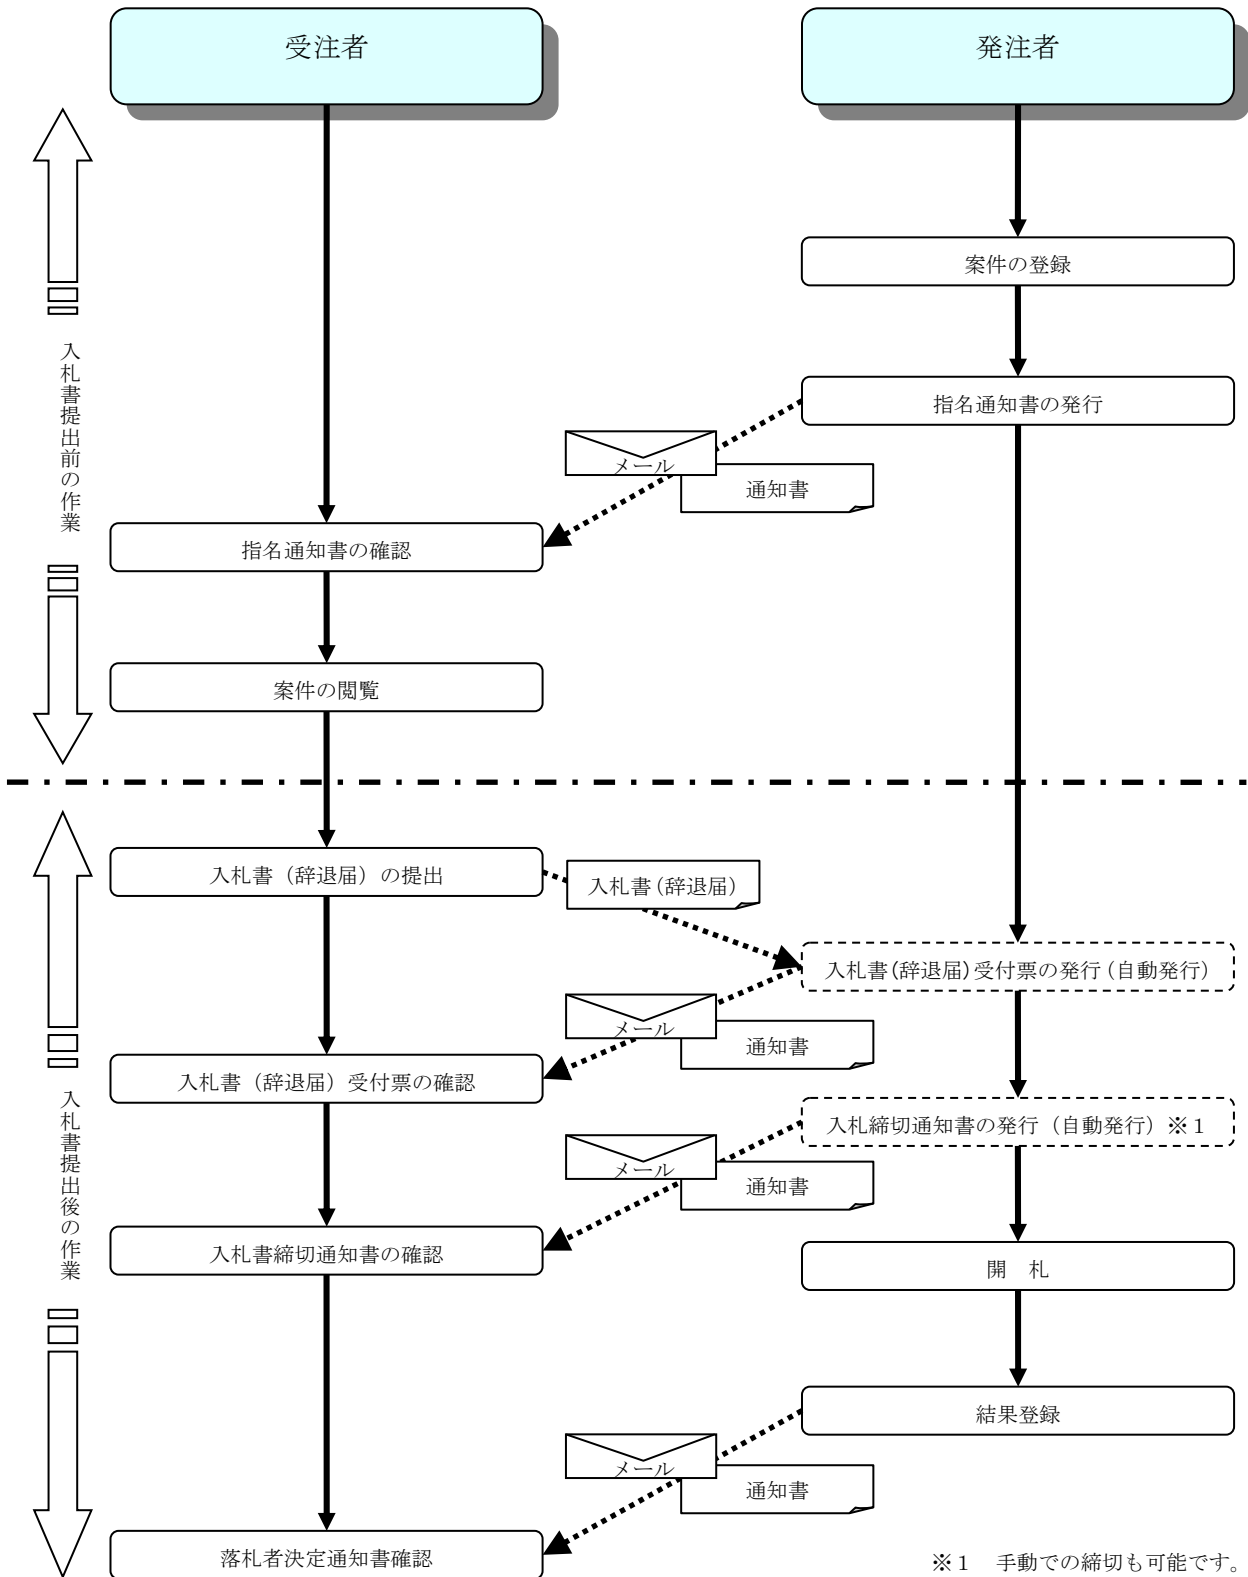 受注者
発注者
案件の登録
指名通知書の発行
メール
通知書
入札書提出前の作業
指名通知書の確認
案件の閲覧
入札書（辞退届）の提出
入札書(辞退届)
入札書(辞退届)受付票の発行(自動発行)
メール
通知書
入札書（辞退届）受付票の確認
入札書提出後の作業
入札締切通知書の発行（自動発行）※１
メール
通知書
入札書締切通知書の確認
開　札
結果登録
メール
通知書
落札者決定通知書確認
※１　手動での締切も可能です。